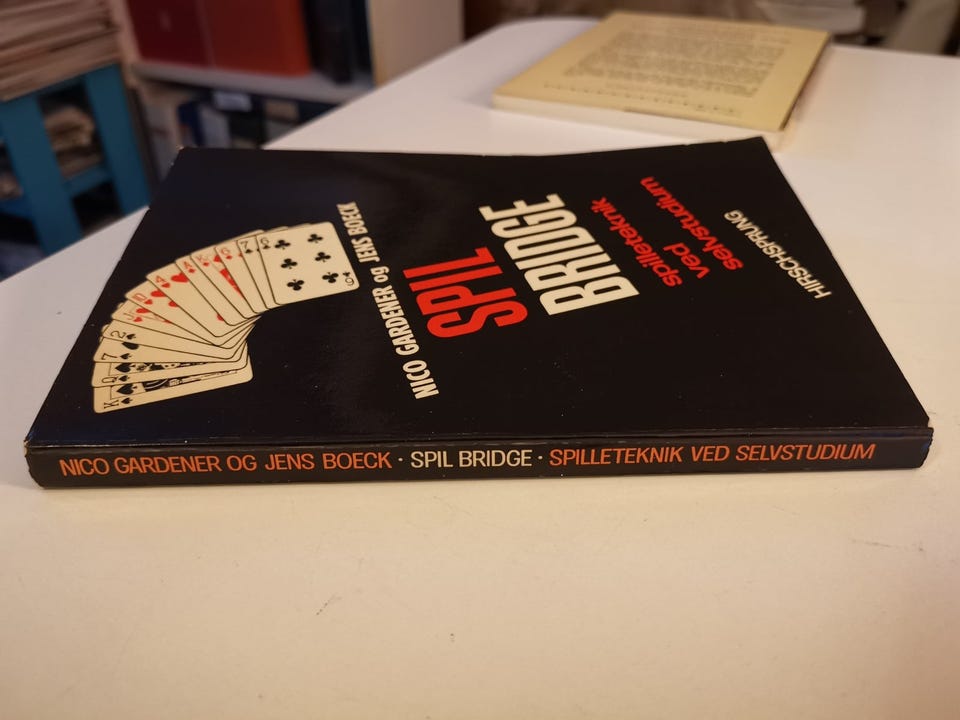 NICO GARDENER og JENS BOECK
SPIL
BRIDGE
spilleteknik
ved
selvstudium
HIRSCHSPRUNG
NICO GARDENER OG JENS BOECK · SPIL BRIDGE · SPILLETEKNIK VED SELVSTUDIUM